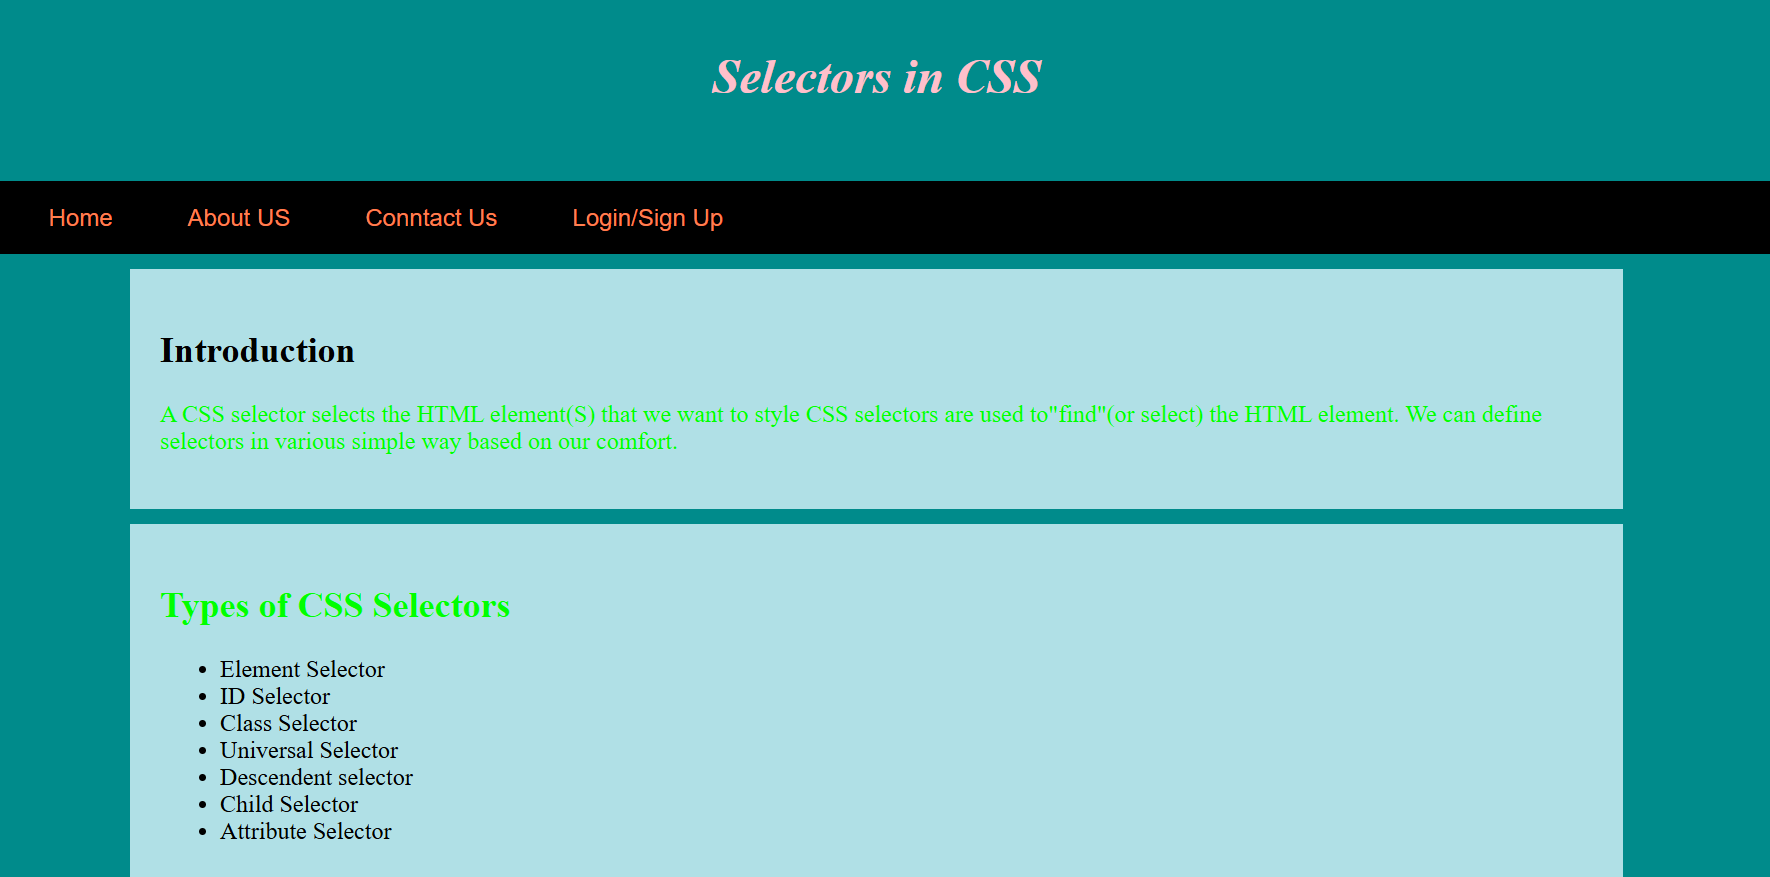 Selectors in CSS
Home About US Conntact Us Login/Sign Up
Introduction
A CSS selector selects the HTML element(S) that we want to style CSS selectors are used to"find"(or select) the HTML element. We can define
selectors in various simple way based on our comfort.
Types of CSS Selectors
• Element Selector
• ID Selector
• Class Selector
• Universal Selector
• Descendent selector
• Child Selector
• Attribute Selector